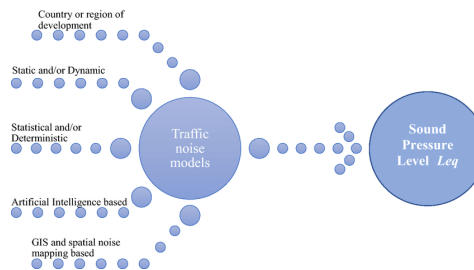 Country or region of
development
Static and/or Dynamic
Statistical and/or
Deterministic
Artificial Intelligence based
GIS and spatial noise
mapping based
Traffic
noise
models
Sound
Pressure
Level Leq